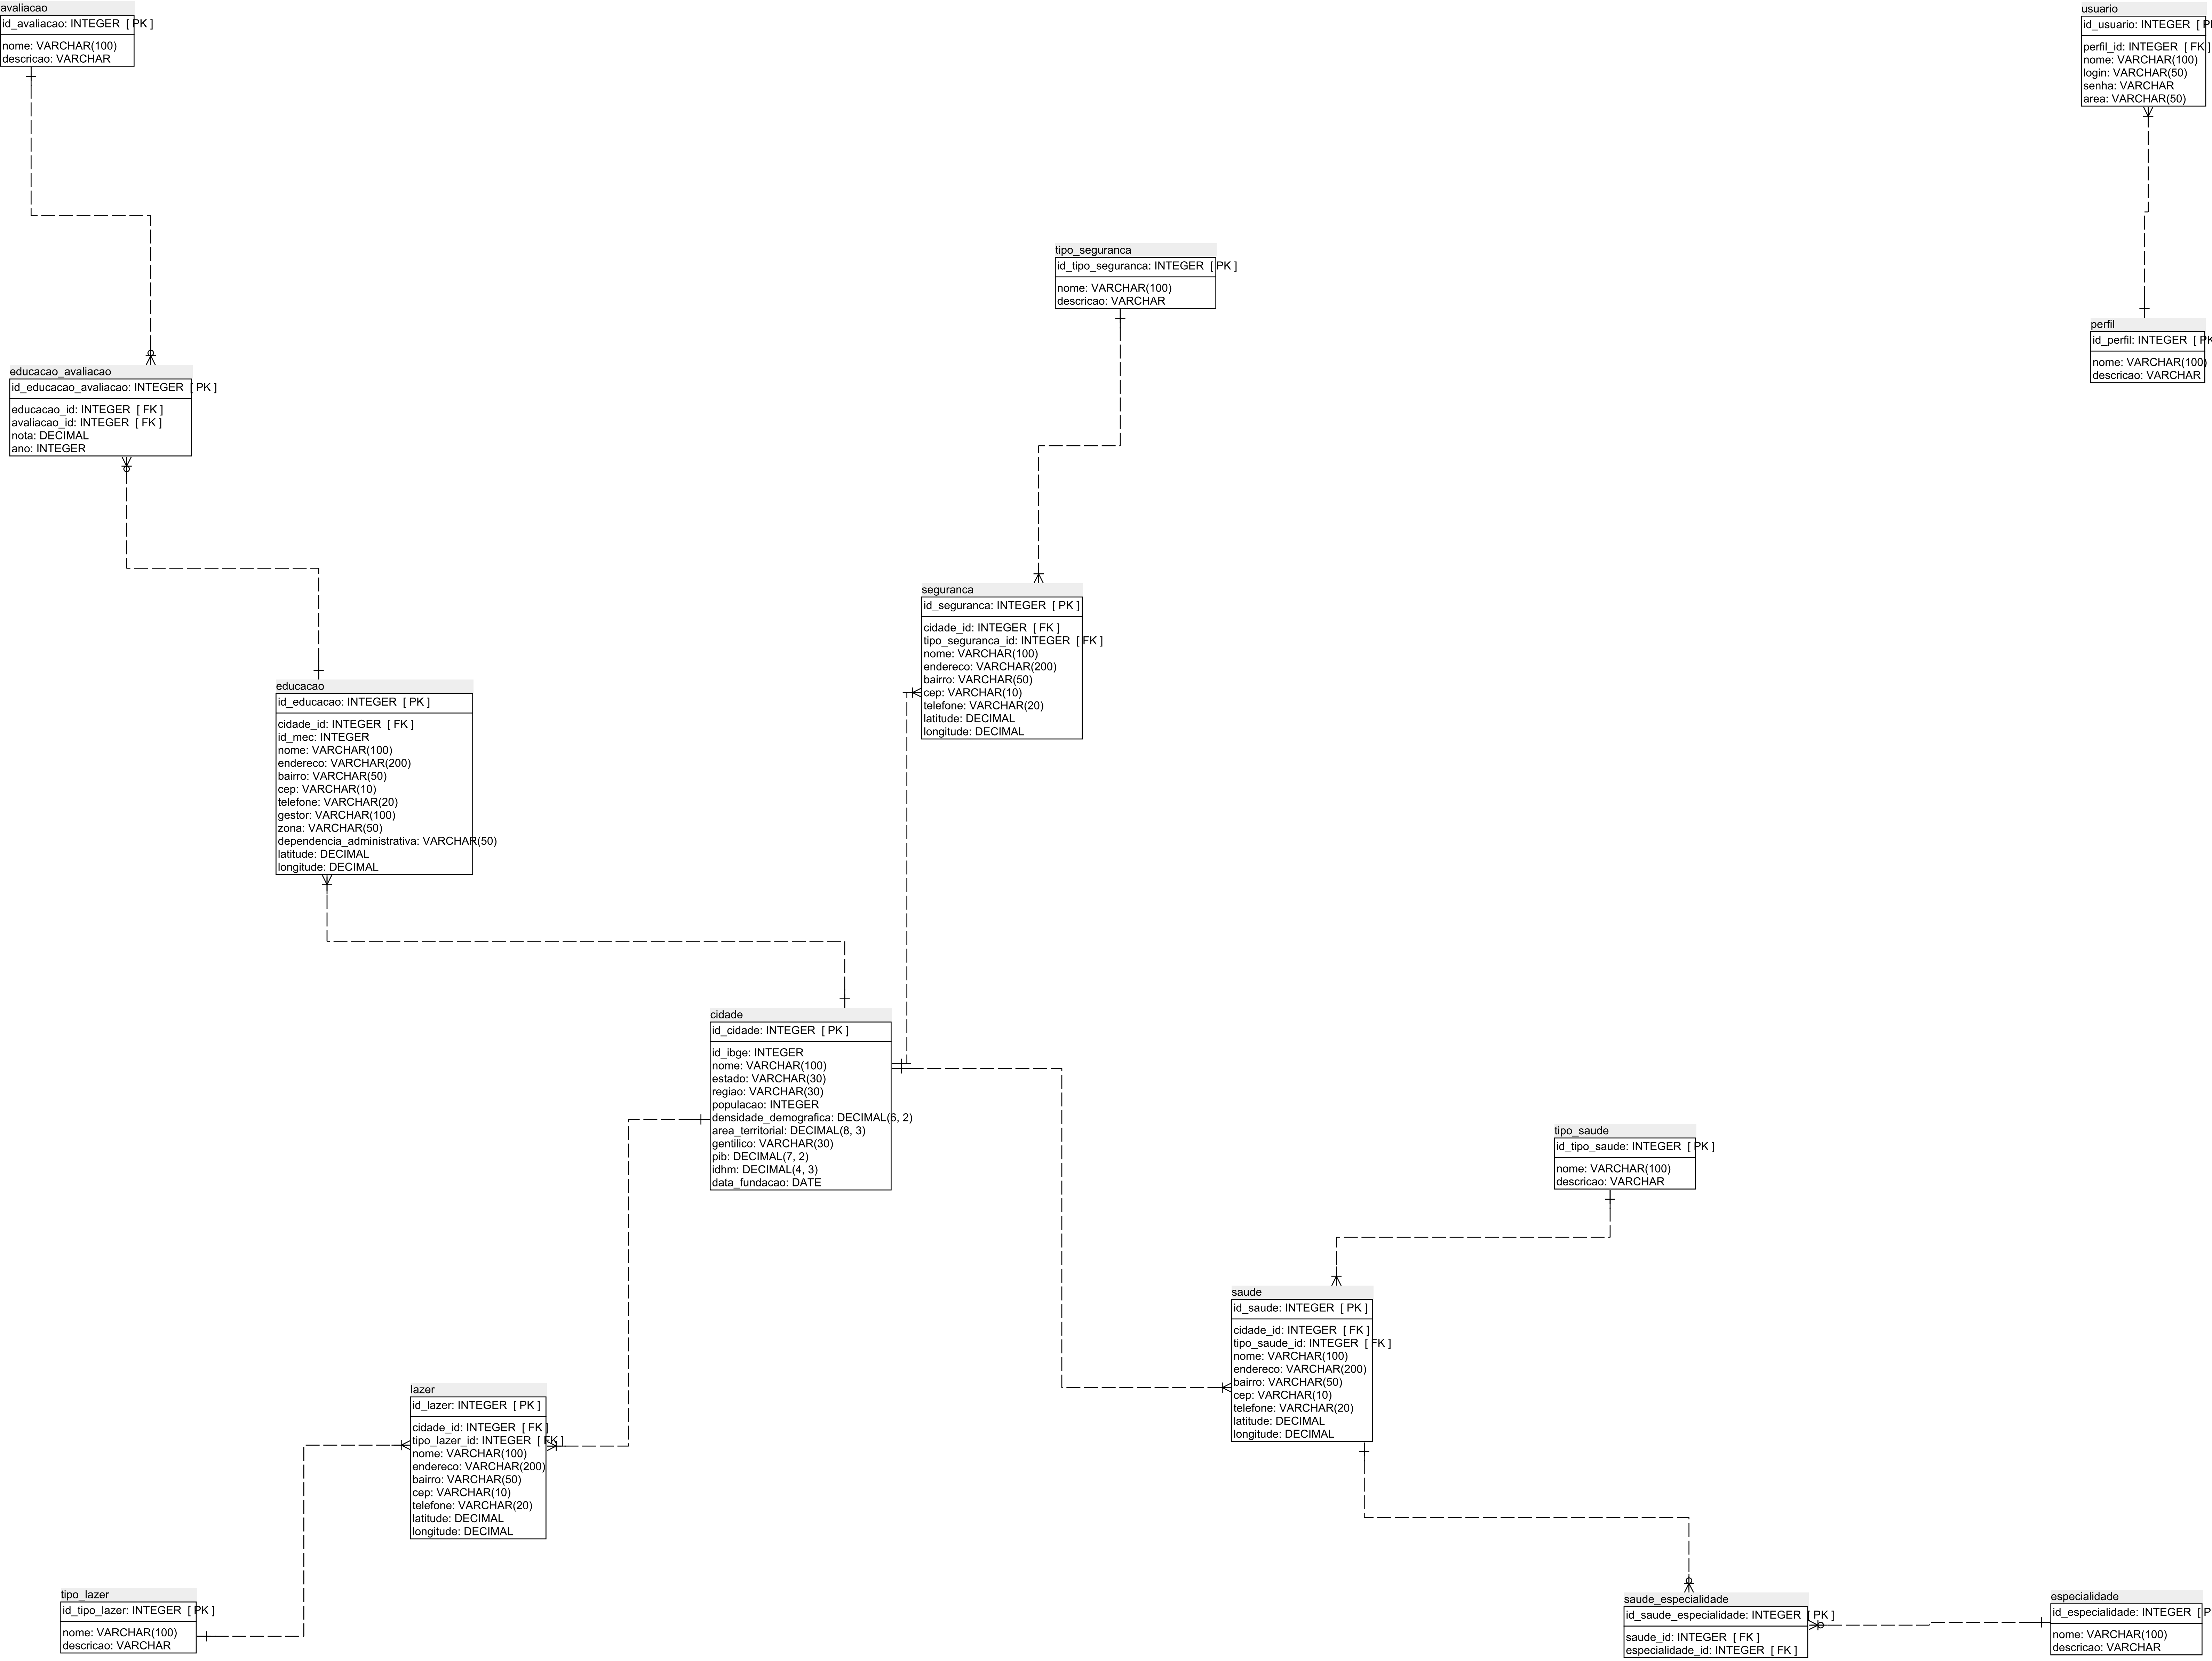 avaliacao
id_avaliacao: INTEGER [ PK ]
nome: VARCHAR(100)
descricao: VARCHAR
usuario
id_usuario: INTEGER [ P
perfil_id: INTEGER [ FK ]
nome: VARCHAR(100)
login: VARCHAR(50)
senha: VARCHAR
area: VARCHAR(50)
tipo_seguranca
id_tipo_seguranca: INTEGER [ PK ]
nome: VARCHAR(100)
descricao: VARCHAR
perfil
id_perfil: INTEGER [ PK
nome: VARCHAR(100)
descricao: VARCHAR
educacao_avaliacao
id_educacao_avaliacao: INTEGER [ PK ]
educacao_id: INTEGER [ FK ]
avaliacao_id: INTEGER [ FK ]
nota: DECIMAL
ano: INTEGER
seguranca
id_seguranca: INTEGER [ PK ]
cidade_id: INTEGER [ FK ]
tipo_seguranca_id: INTEGER [ FK ]
nome: VARCHAR(100)
endereco: VARCHAR(200)
bairro: VARCHAR(50)
cep: VARCHAR(10)
telefone: VARCHAR(20)
latitude: DECIMAL
longitude: DECIMAL
educacao
id_educacao: INTEGER [ PK ]
cidade_id: INTEGER [ FK ]
id_mec: INTEGER
nome: VARCHAR(100)
endereco: VARCHAR(200)
bairro: VARCHAR(50)
cep: VARCHAR(10)
telefone: VARCHAR(20)
gestor: VARCHAR(100)
zona: VARCHAR(50)
dependencia_administrativa: VARCHAR(50)
latitude: DECIMAL
longitude: DECIMAL
cidade
id_cidade: INTEGER [ PK ]
id_ibge: INTEGER
nome: VARCHAR(100)
estado: VARCHAR(30)
regiao: VARCHAR(30)
populacao: INTEGER
densidade_demografica: DECIMAL(6, 2)
area_territorial: DECIMAL(8, 3)
gentilico: VARCHAR(30)
pib: DECIMAL(7, 2)
idhm: DECIMAL(4, 3)
data_fundacao: DATE
tipo_saude
id_tipo_saude: INTEGER [ PK ]
nome: VARCHAR(100)
descricao: VARCHAR
saude
id_saude: INTEGER [ PK ]
cidade_id: INTEGER [ FK ]
tipo_saude_id: INTEGER [ FK ]
nome: VARCHAR(100)
endereco: VARCHAR(200)
bairro: VARCHAR(50)
cep: VARCHAR(10)
telefone: VARCHAR(20)
latitude: DECIMAL
longitude: DECIMAL
lazer
id_lazer: INTEGER [ PK ]
cidade_id: INTEGER [ FK ]
tipo_lazer_id: INTEGER [ FK ]
nome: VARCHAR(100)
endereco: VARCHAR(200)
bairro: VARCHAR(50)
cep: VARCHAR(10)
telefone: VARCHAR(20)
latitude: DECIMAL
longitude: DECIMAL
tipo_lazer
id_tipo_lazer: INTEGER [ PK ]
nome: VARCHAR(100)
descricao: VARCHAR
saude_especialidade
id_saude_especialidade: INTEGER [ PK ]
saude_id: INTEGER [ FK ]
especialidade_id: INTEGER [ FK ]
especialidade
id_especialidade: INTEGER [ P
nome: VARCHAR(100)
descricao: VARCHAR